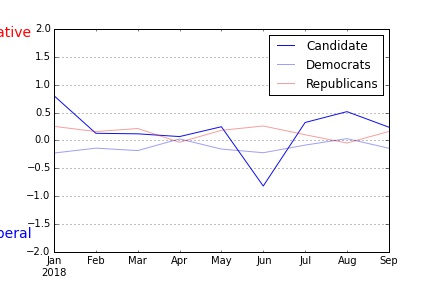 2.0
ative
1.5
1.0
0.5
0.0
−0.5
−1.0
−1.5
beral
−2.0
Candidate
Democrats
Republicans
Jan Feb Mar Apr May Jun Jul Aug Sep
2018